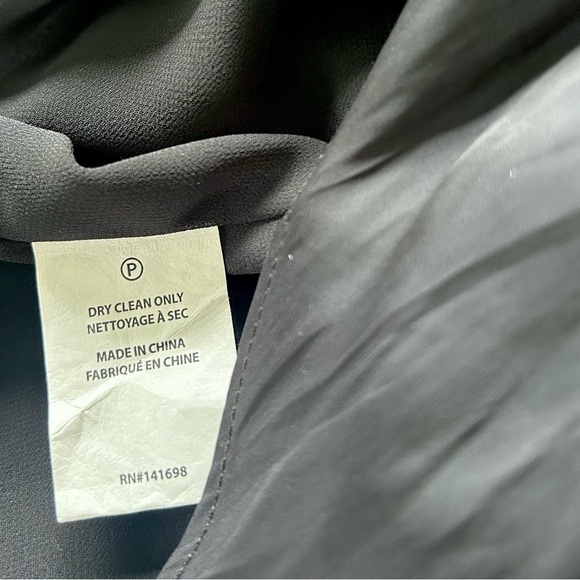 P
DRY CLEAN ONLY
NETTOYAGE À SEC
MADE IN CHINA
FABRIQUÉ EN CHINE
RN#141698